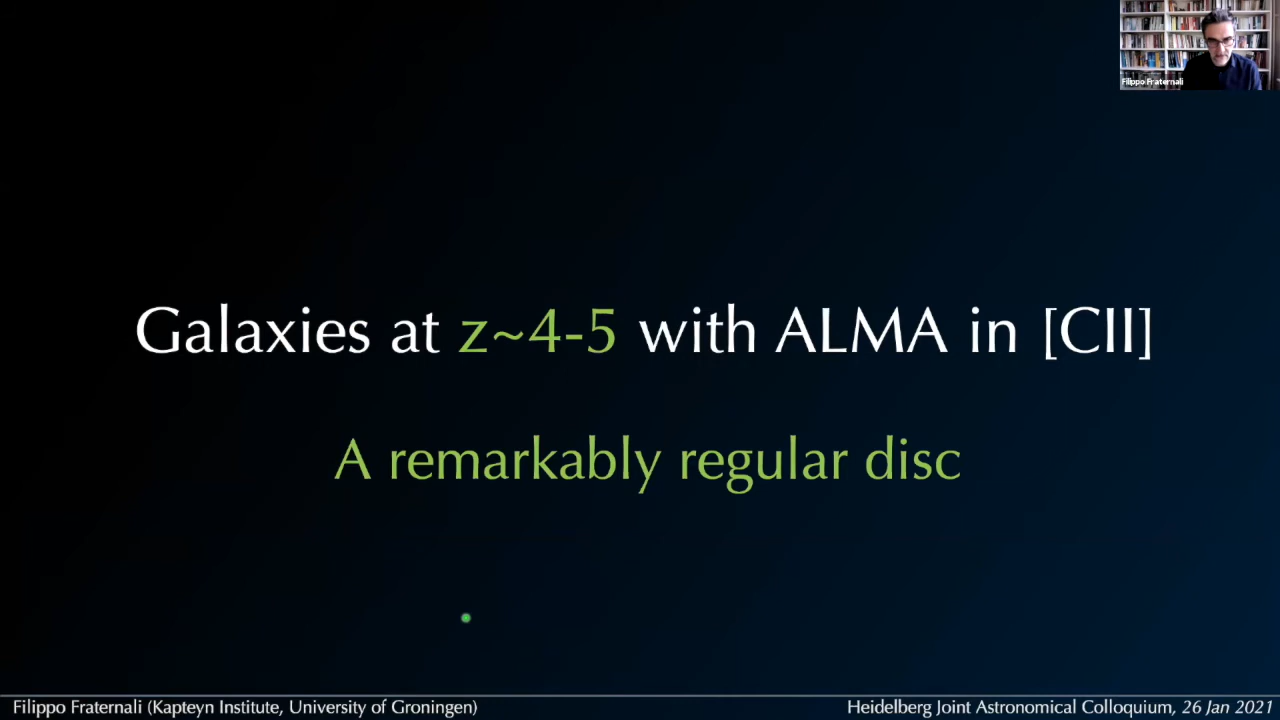 Filippo Fraternali
Galaxies at z~4-5 with ALMA in [CII]
A remarkably regular disc
Filippo Fraternali (Kapteyn Institute, University of Groningen)
Heidelberg Joint Astronomical Colloquium, 26 Jan 2021